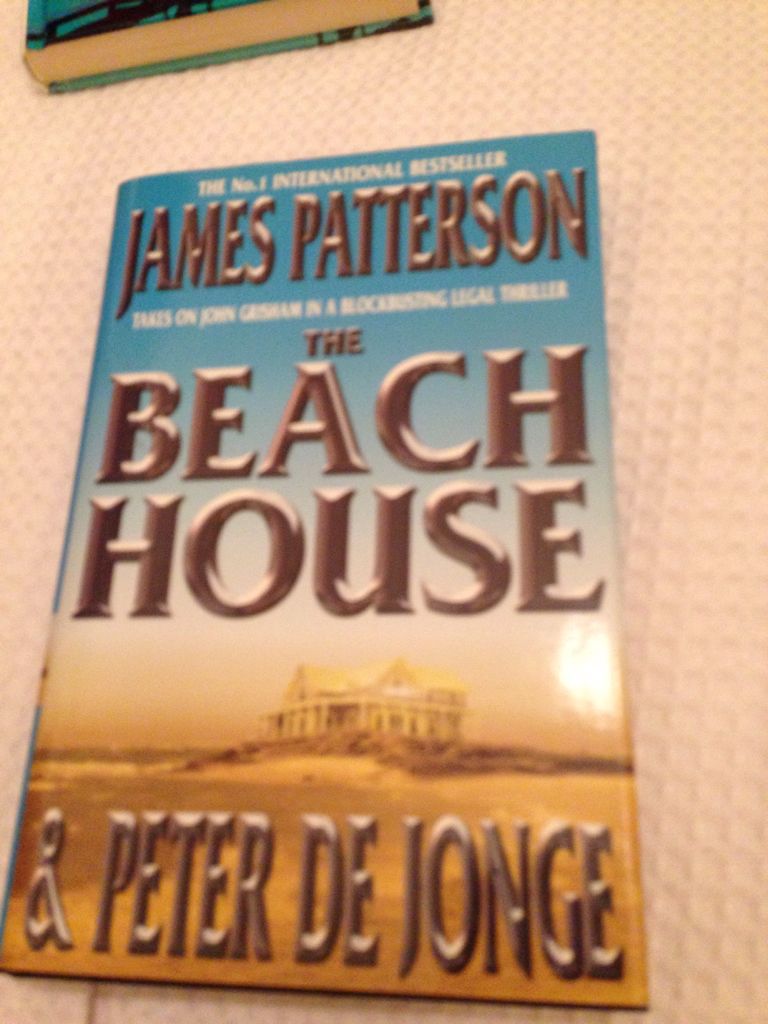 THE No.1 INTERNATIONAL BESTSELLER
JAMES PATTERSON
TAKES ON JOHN GRISHAM IN A BLOCKBUSTING LEGAL THRILLER
THE
BEACH
HOUSE
& PETER DE JONGE